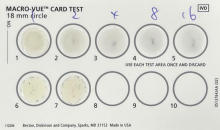 MACRO-VUE™ CARD TEST
IVD
18 mm circle
2 4 8 16
1 2 3 4 5
USE EACH TEST AREA ONCE AND DISCARD
6 7 8 9 10
Becton, Dickinson and Company, Sparks, MD 21152 Made in USA